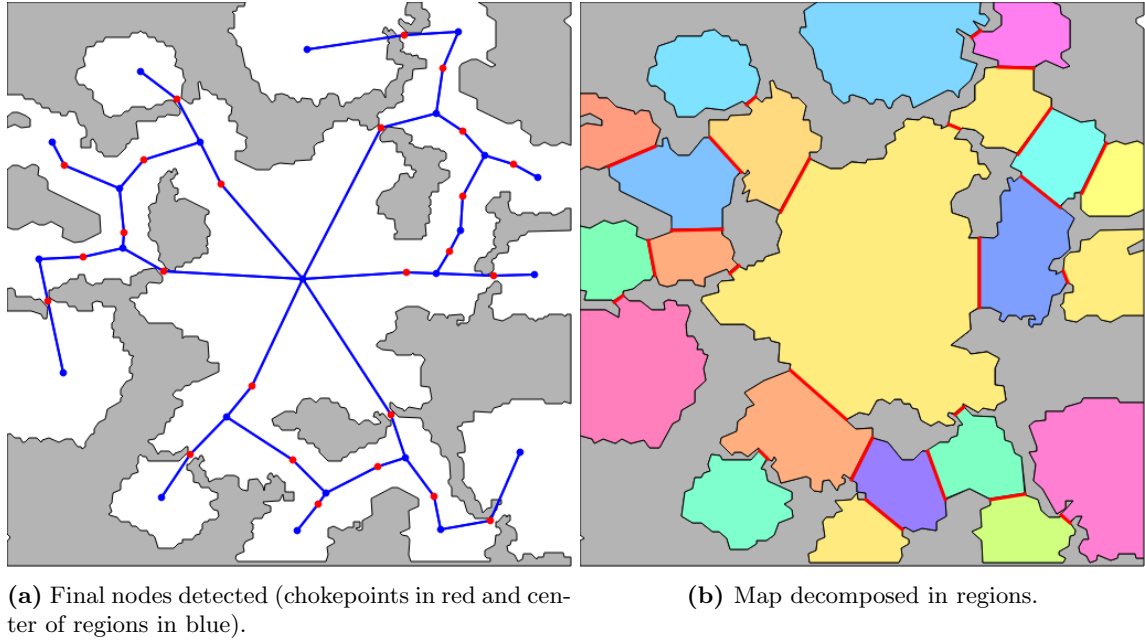 (a) Final nodes detected (chokepoints in red and cen-
ter of regions in blue).
(b) Map decomposed in regions.